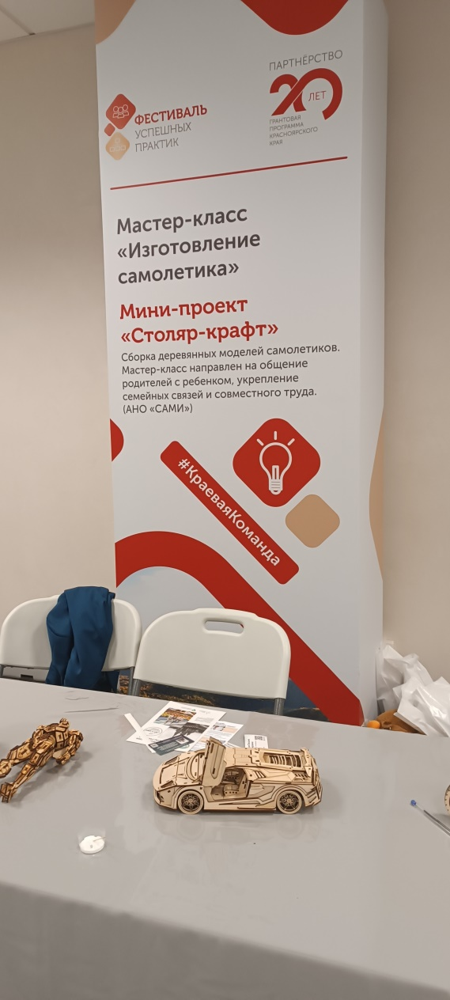 ФЕСТИВАЛЬ
УСПЕШНЫХ
ПРАКТИК
ПАРТНЁРСТВО
20 ЛЕТ
ГРАНТОВАЯ
ПРОГРАММА
КРАСНОЯРСКОГО
КРАЯ
Мастер-класс
«Изготовление
самолетика»
Мини-проект
«Столяр-крафт»
Сборка деревянных моделей самолетиков.
Мастер-класс направлен на общение
родителей с ребенком, укрепление
семейных связей и совместного труда.
(АНО «САМИ»)
#КраеваяКоманда